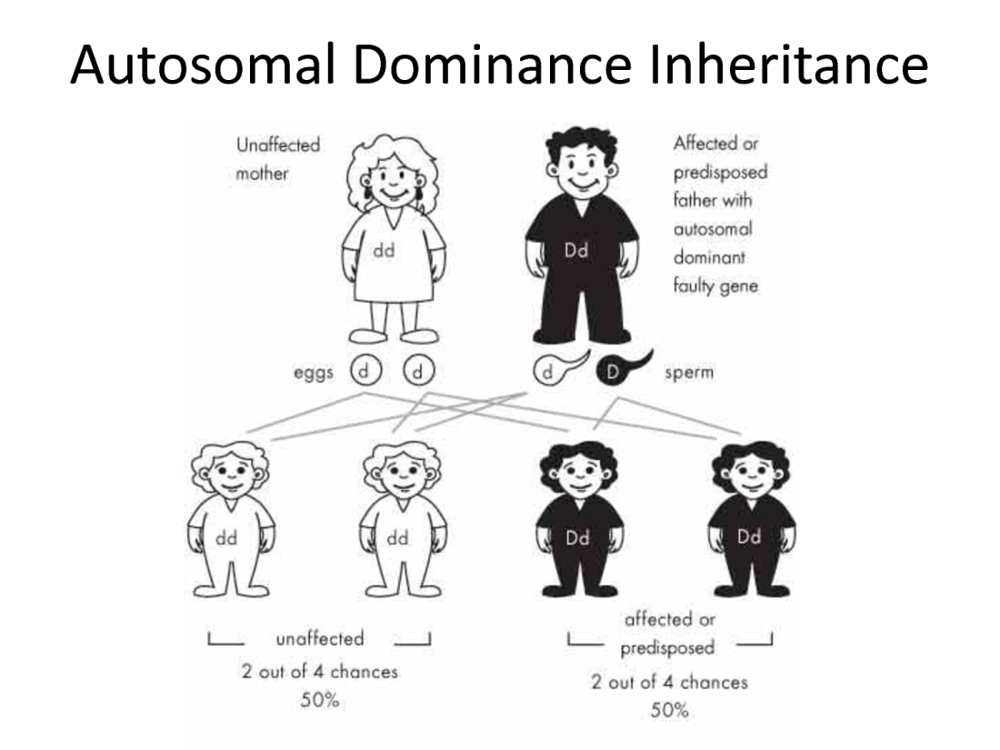 Autosomal Dominance Inheritance
Unaffected
mother
Affected or
predisposed
father with
autosomal
dominant
faulty gene
dd
Dd
eggs
d
d
d
D
sperm
dd
dd
Dd
Dd
unaffected
2 out of 4 chances
50%
affected or
predisposed
2 out of 4 chances
50%